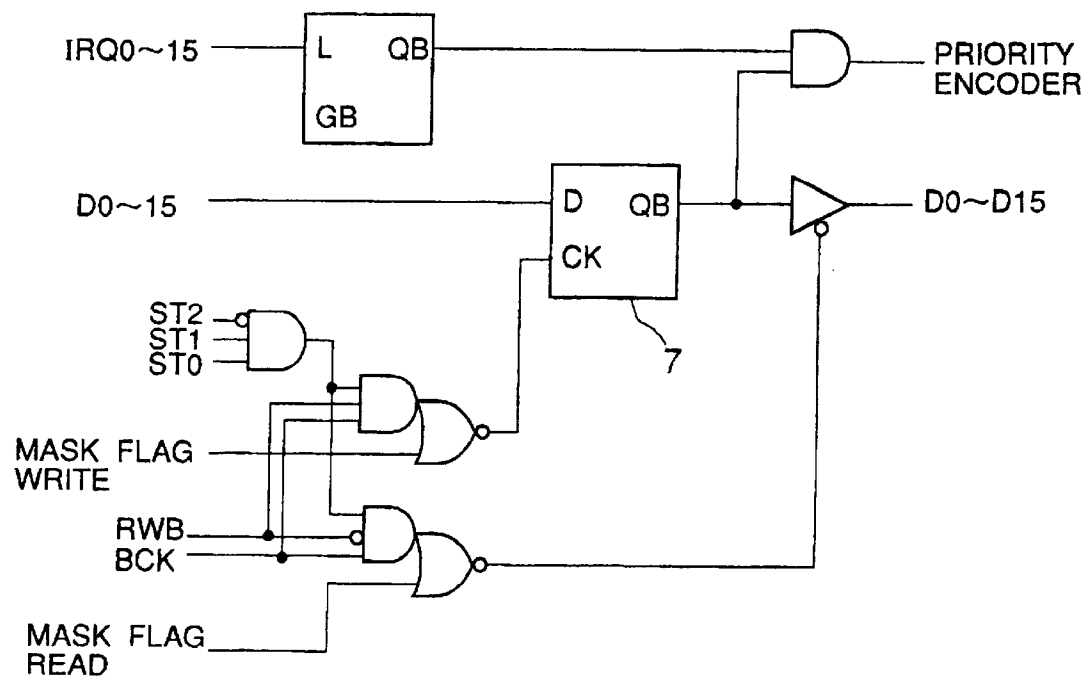 IRQ0~15
L
QB
GB
PRIORITY
ENCODER
D0~15
D
QB
CK
D0~D15
7
ST2
ST1
ST0
MASK FLAG
WRITE
RWB
BCK
MASK FLAG
READ